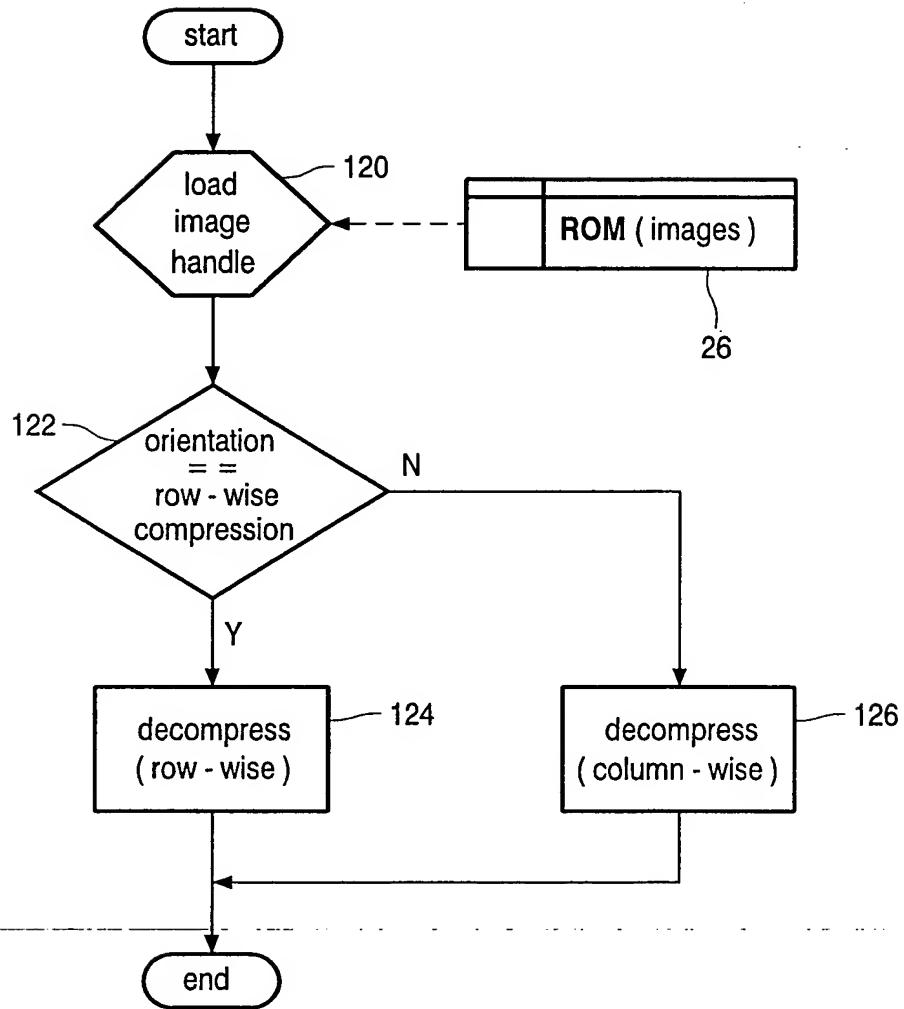 start
120
load
image
handle
ROM ( images )
26
122
orientation
= =
row - wise
compression
N
Y
decompress
( row - wise )
124
decompress
( column - wise )
126
end